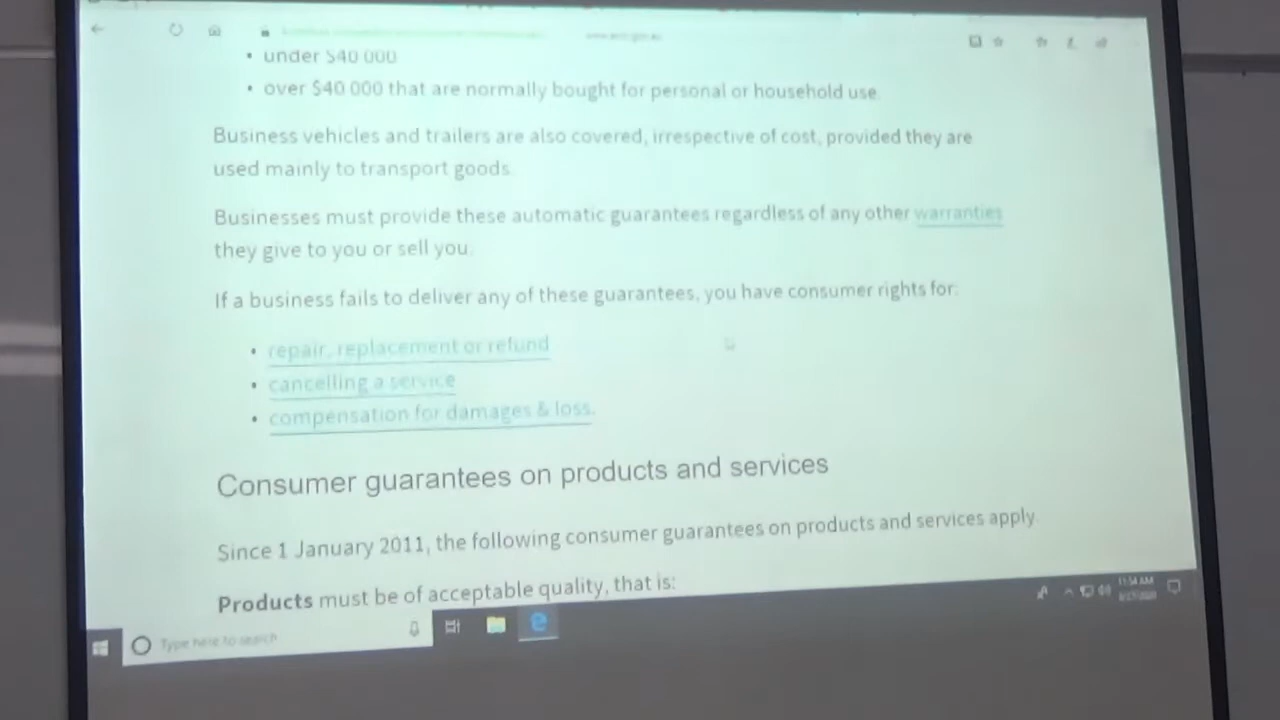 • under $40 000
• over $40 000 that are normally bought for personal or household use.
Business vehicles and trailers are also covered, irrespective of cost, provided they are
used mainly to transport goods.
Businesses must provide these automatic guarantees regardless of any other warranties
they give to you or sell you.
If a business fails to deliver any of these guarantees, you have consumer rights for:
• repair, replacement or refund
• cancelling a service
• compensation for damages & loss.
Consumer guarantees on products and services
Since 1 January 2011, the following consumer guarantees on products and services apply.
Products must be of acceptable quality, that is:
Type here to search
11:54 AM